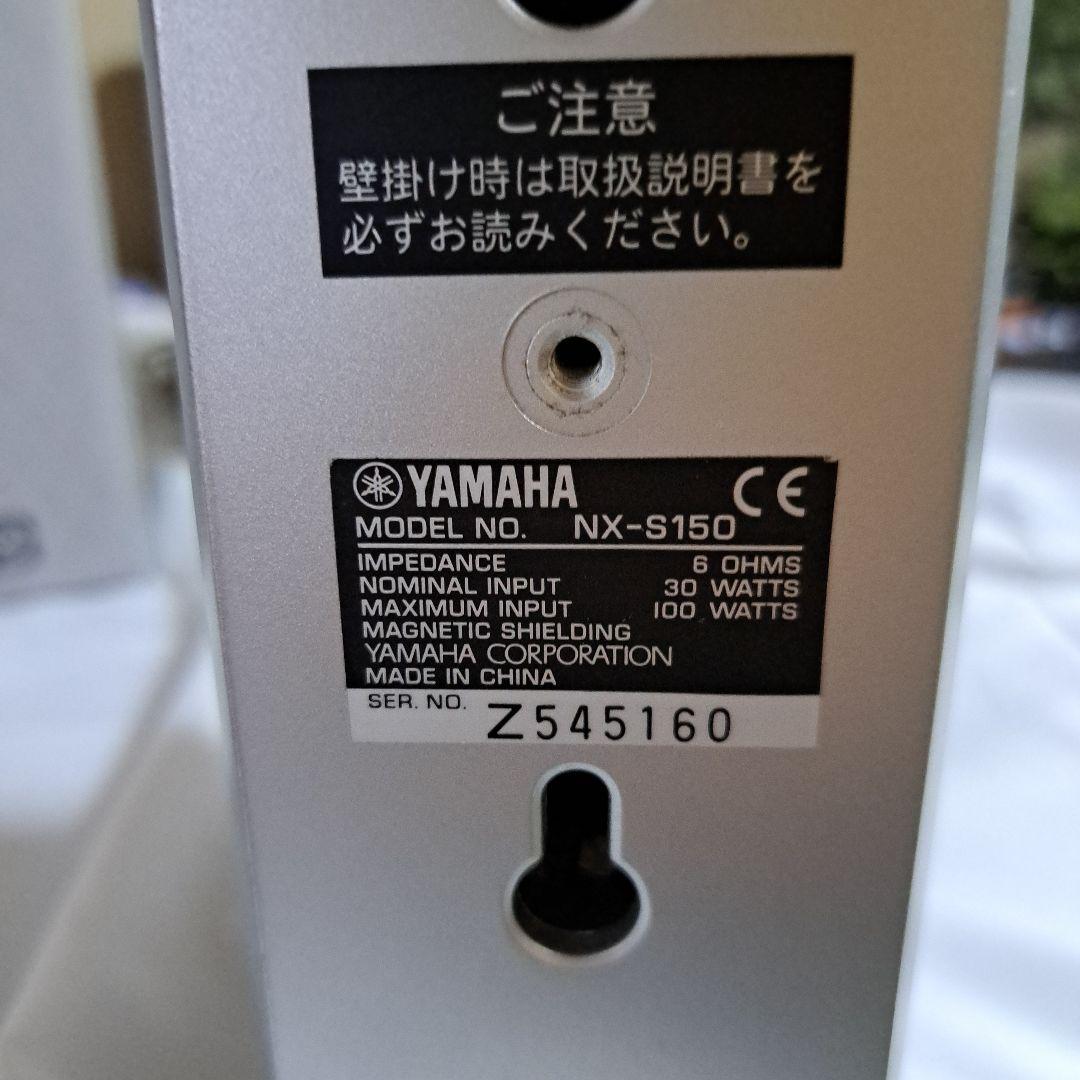 ご注意
壁掛け時は取扱説明書を
必ずお読みください。
YAMAHA CE
MODEL NO. NX-S150
IMPEDANCE 6 OHMS
NOMINAL INPUT 30 WATTS
MAXIMUM INPUT 100 WATTS
MAGNETIC SHIELDING
YAMAHA CORPORATION
MADE IN CHINA
SER. NO. Z545160